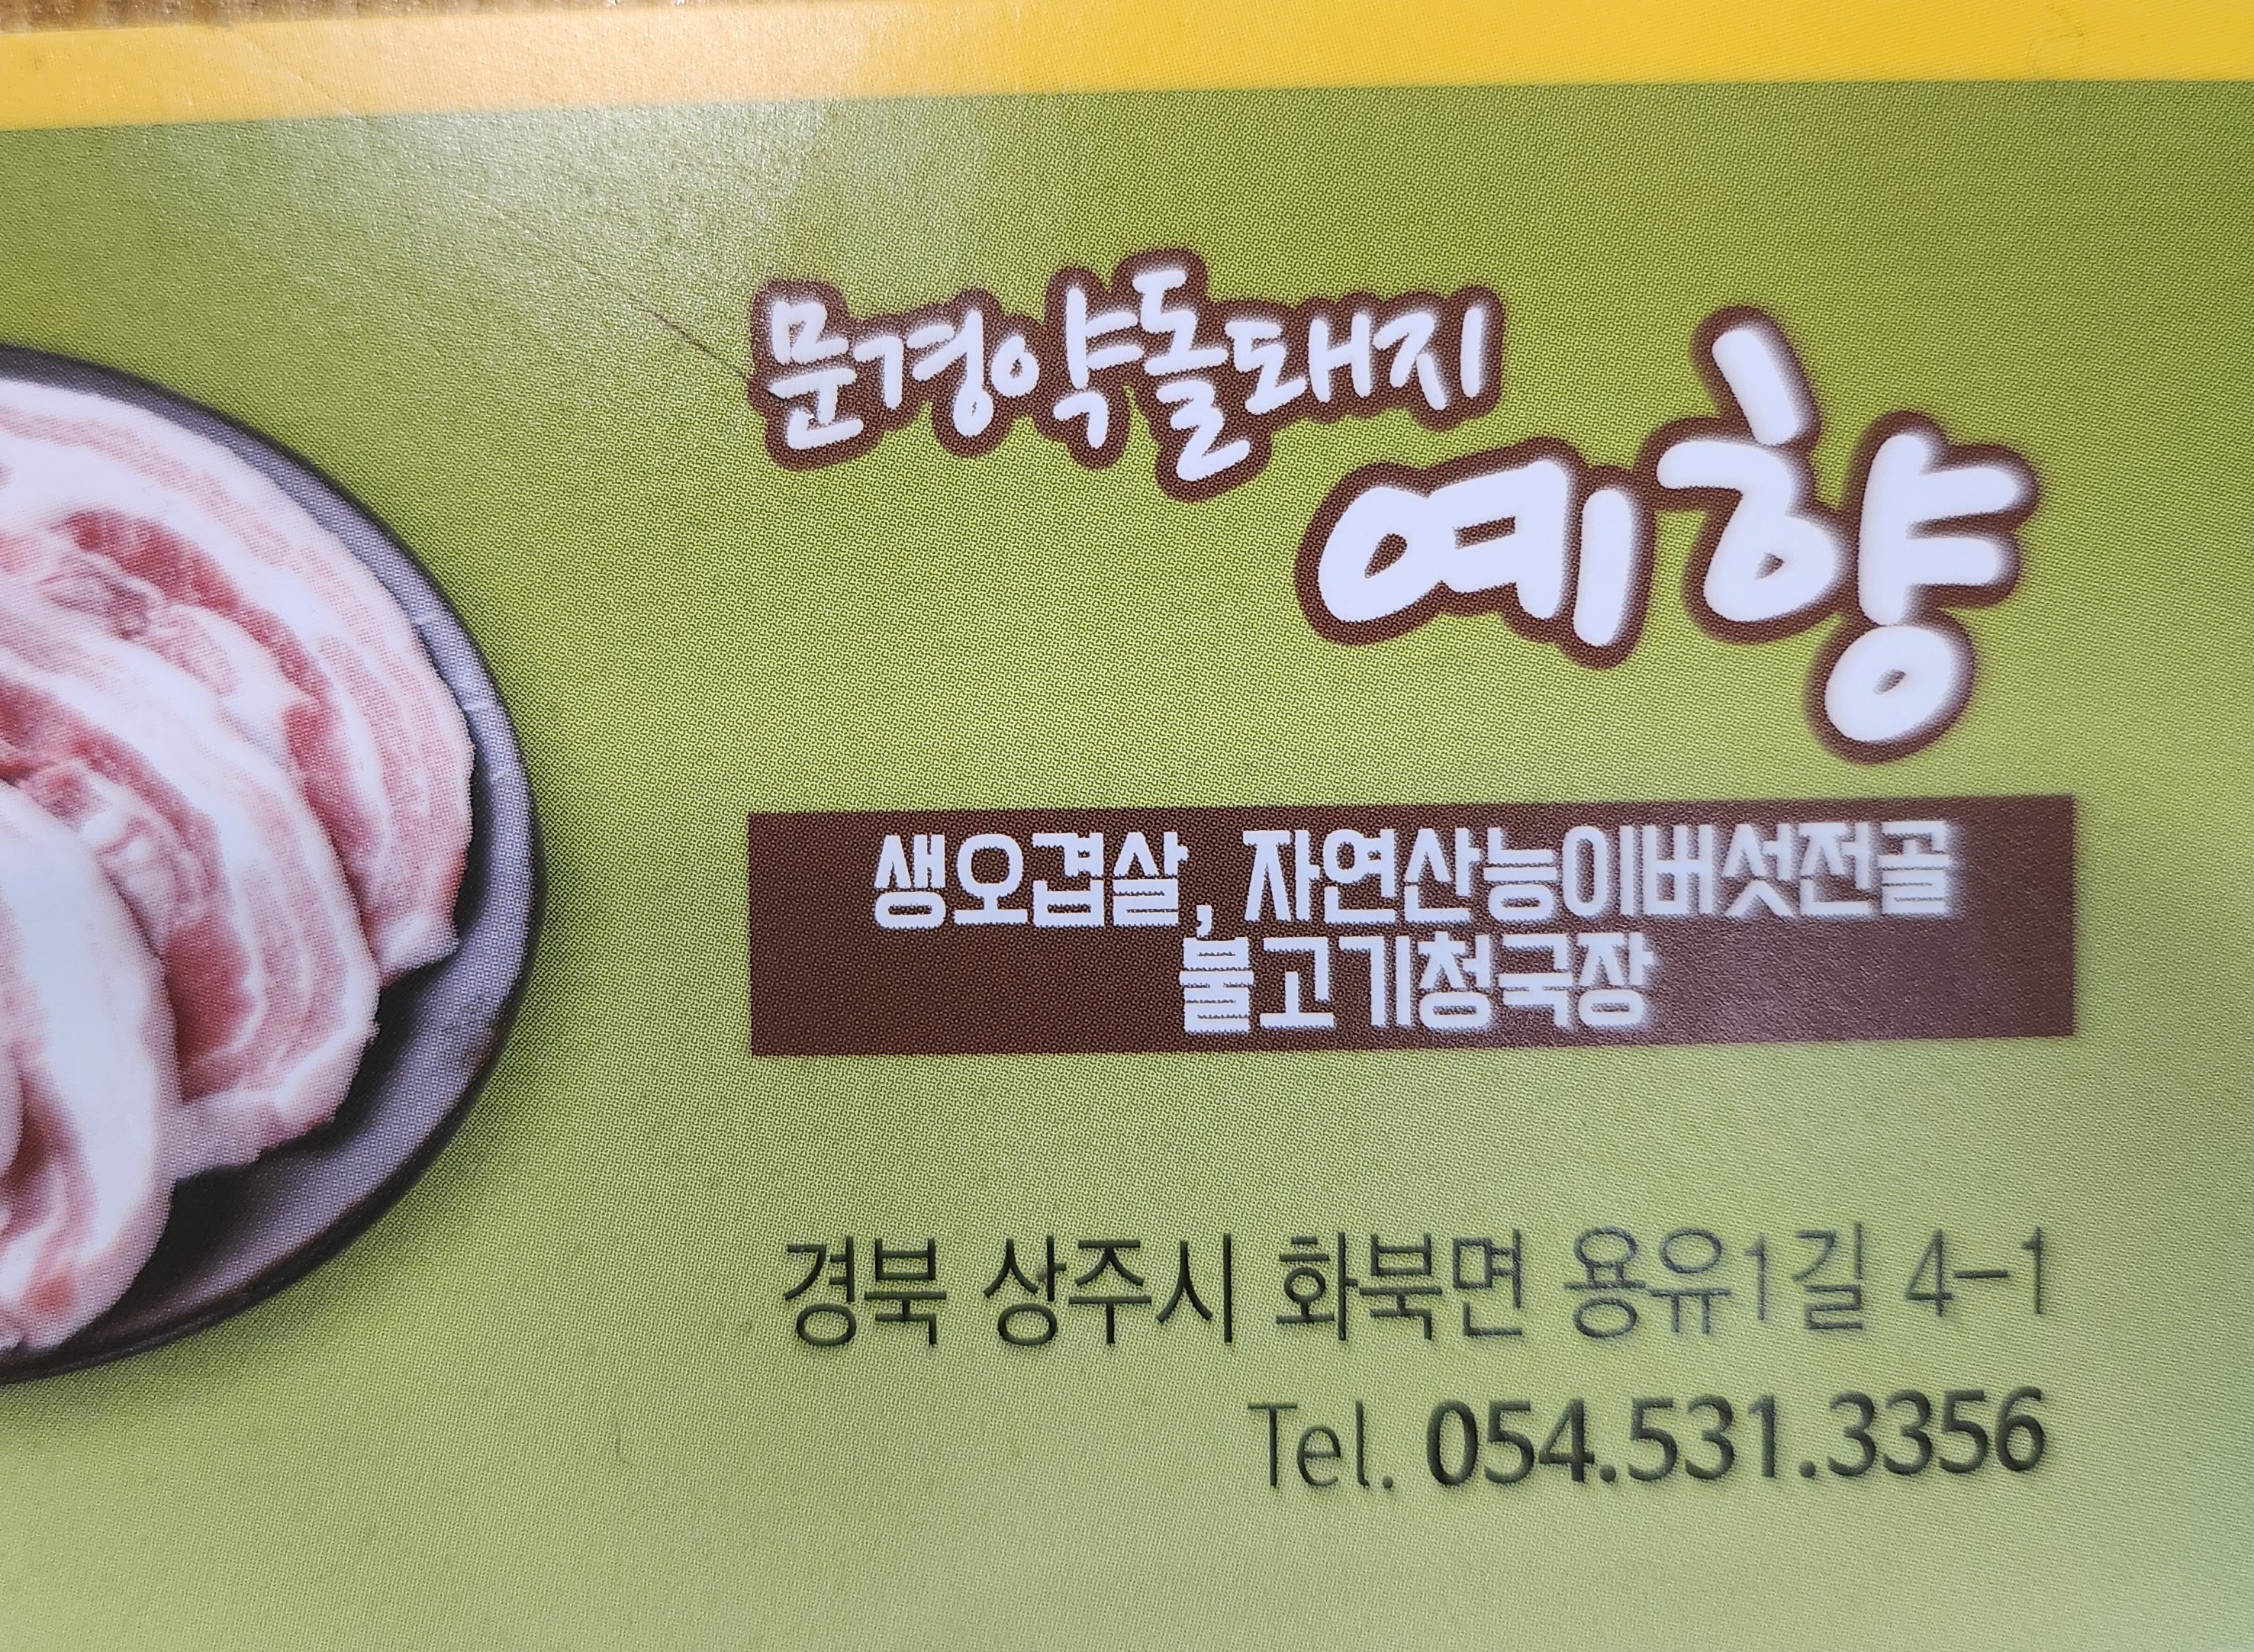 문경약돌돼지
예향
생오겹살, 자연산능이버섯전골
불고기청국장
경북 상주시 화북면 용유1길 4-1
Tel. 054.531.3356